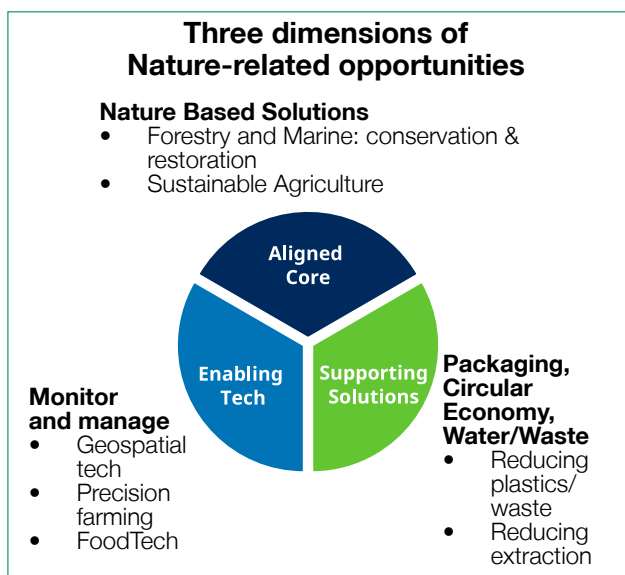 Three dimensions of
Nature-related opportunities
Nature Based Solutions
• Forestry and Marine: conservation &
restoration
• Sustainable Agriculture
Aligned
Core
Enabling
Tech
Supporting
Solutions
Monitor
and manage
• Geospatial
tech
• Precision
farming
• FoodTech
Packaging,
Circular
Economy,
Water/Waste
• Reducing
plastics/
waste
• Reducing
extraction